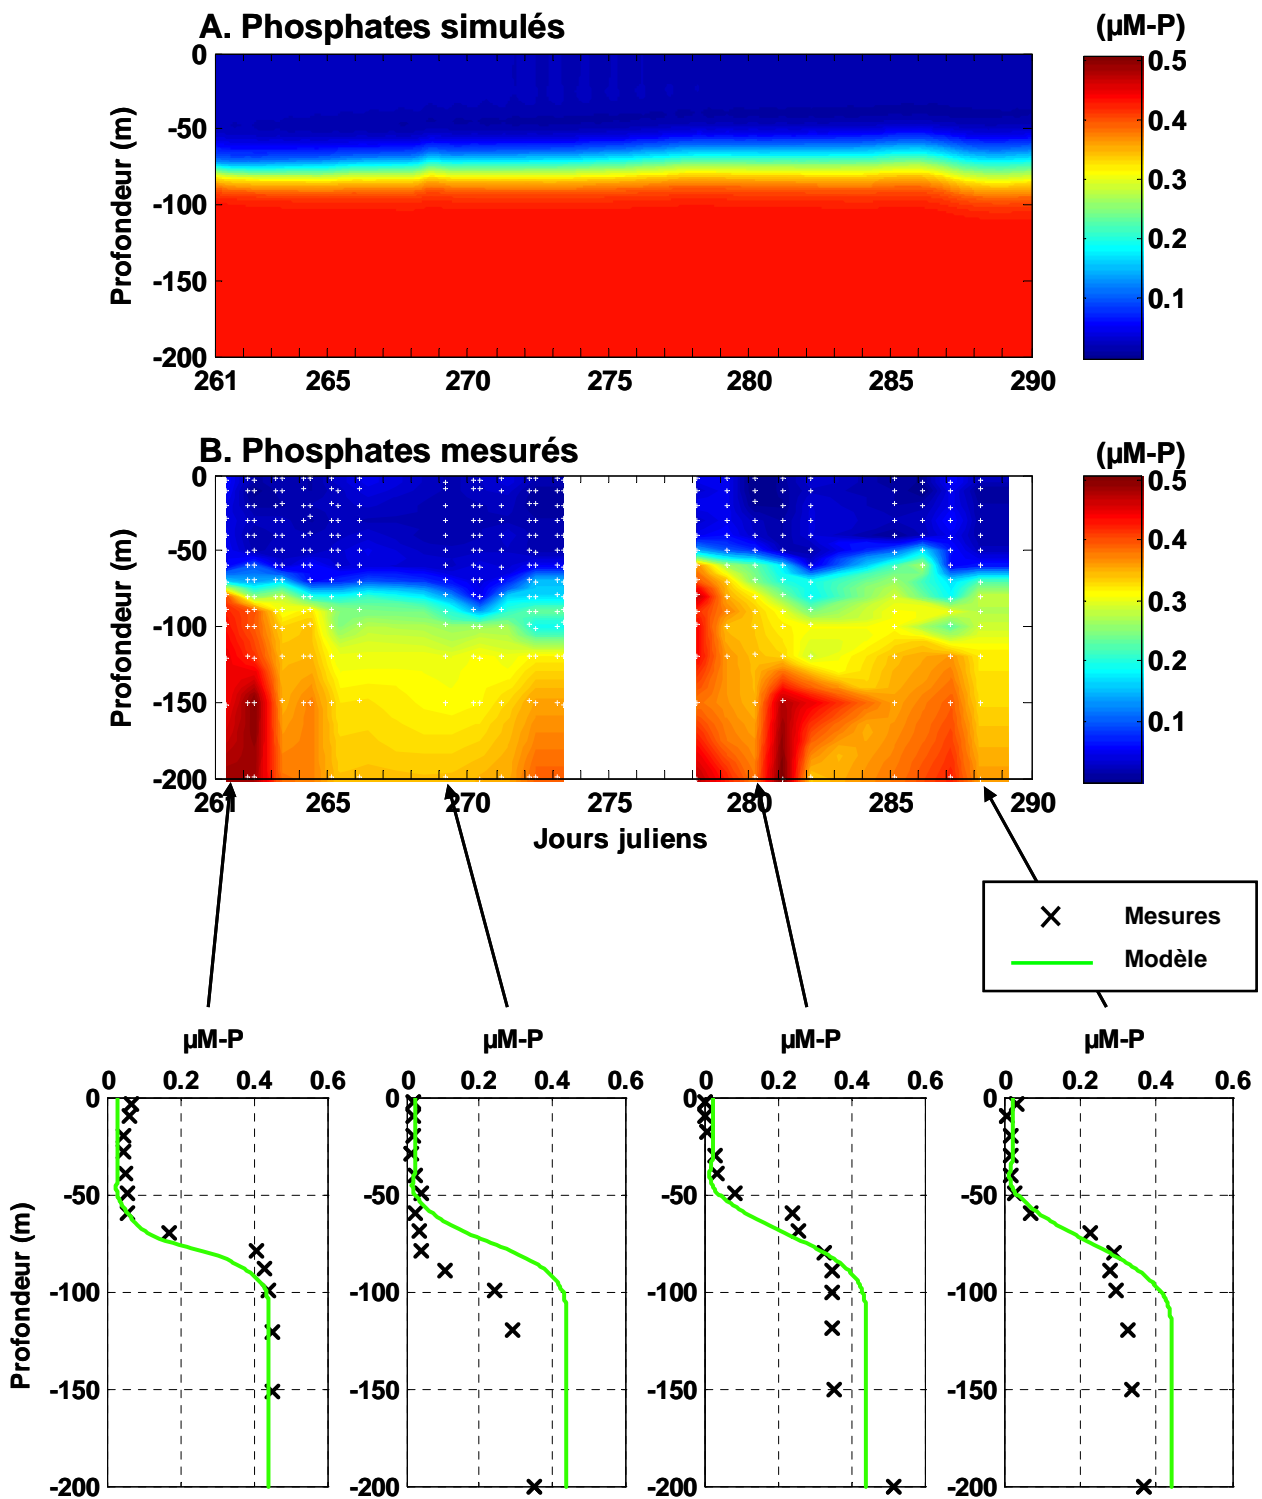 A. Phosphates simulés
(µM-P)
Profondeur (m)
0
-50
-100
-150
-200
261 265 270 275 280 285 290
0.5
0.4
0.3
0.2
0.1
B. Phosphates mesurés
(µM-P)
Profondeur (m)
0
-50
-100
-150
-200
261 265 270 275 280 285 290
Jours juliens
0.5
0.4
0.3
0.2
0.1
Mesures
Modèle
µM-P µM-P µM-P µM-P
0 0.2 0.4 0.6 0 0.2 0.4 0.6 0 0.2 0.4 0.6 0 0.2 0.4 0.6
Profondeur (m)
0 0 0 0
-50 -50 -50 -50
-100 -100 -100 -100
-150 -150 -150 -150
-200 -200 -200 -200